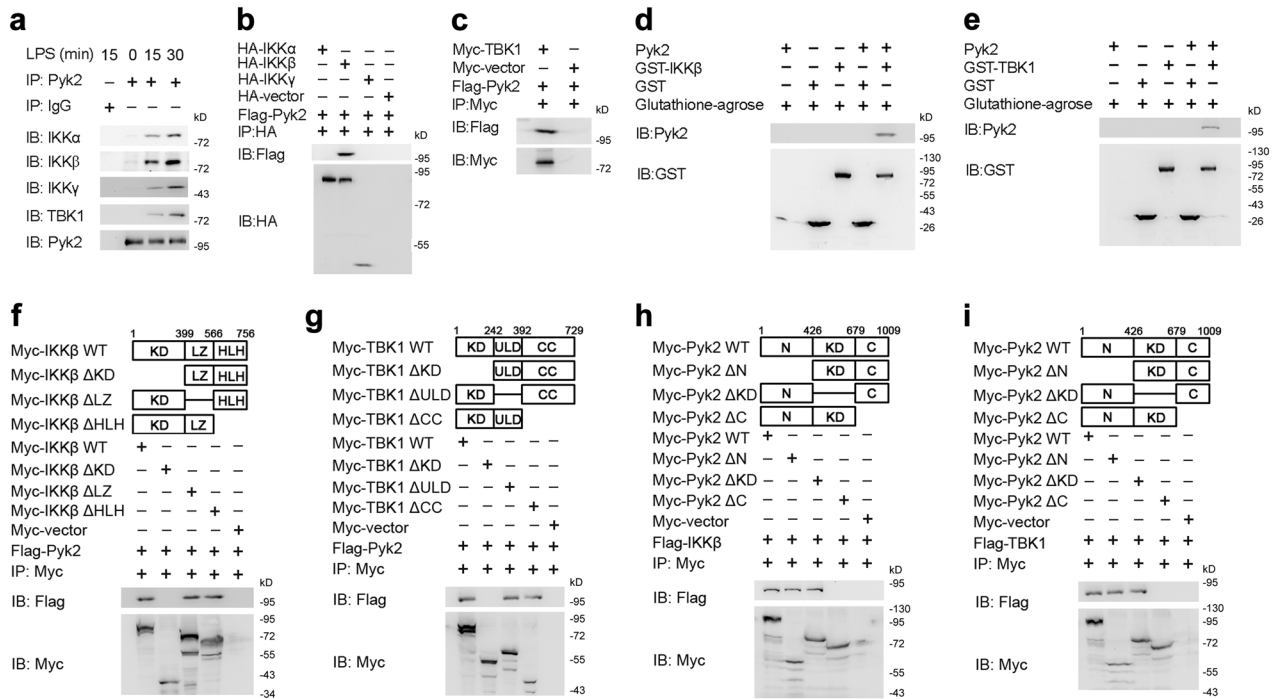 a
LPS (min) 15 0 15 30
IP: Pyk2 – + + +
IP: IgG + – – –
kD
IB: IKKα -72
IB: IKKβ -72
IB: IKKγ -43
IB: TBK1 -72
IB: Pyk2 -95
b
HA-IKKα + – – –
HA-IKKβ – + – –
HA-IKKγ – – + –
HA-vector – – – +
Flag-Pyk2 + + + +
IP:HA + + + +
kD
IB:Flag -95
-95
-72
IB:HA
-55
c
Myc-TBK1 + –
Myc-vector – +
Flag-Pyk2 + +
IP:Myc + +
kD
IB:Flag -95
IB:Myc -72
d
Pyk2 + – – + +
GST-IKKβ – – + – +
GST – + – + –
Glutathione-agrose + + + + +
kD
IB:Pyk2 -95
-130
-95
IB:GST -72
-55
-43
-26
e
Pyk2 + – – + +
GST-TBK1 – – + – +
GST – + – + –
Glutathione-agrose + + + + +
kD
IB:Pyk2 -95
-130
-95
IB:GST -72
-55
-43
-26
f
1 399 566 756
Myc-IKKβ WT KD LZ HLH
Myc-IKKβ ΔKD LZ HLH
Myc-IKKβ ΔLZ KD HLH
Myc-IKKβ ΔHLH KD LZ
Myc-IKKβ WT + – – – –
Myc-IKKβ ΔKD – + – – –
Myc-IKKβ ΔLZ – – + – –
Myc-IKKβ ΔHLH – – – + –
Myc-vector – – – – +
Flag-Pyk2 + + + + +
IP: Myc + + + + +
kD
IB: Flag -95
-95
-72
IB: Myc -55
-43
-34
g
1 242 392 729
Myc-TBK1 WT KD ULD CC
Myc-TBK1 ΔKD ULD CC
Myc-TBK1 ΔULD KD CC
Myc-TBK1 ΔCC KD ULD
Myc-TBK1 WT + – – – –
Myc-TBK1 ΔKD – + – – –
Myc-TBK1 ΔULD – – + – –
Myc-TBK1 ΔCC – – – + –
Myc-vector – – – – +
Flag-Pyk2 + + + + +
IP: Myc + + + + +
kD
IB: Flag -95
-95
-72
IB: Myc -55
-43
h
1 426 679 1009
Myc-Pyk2 WT N KD C
Myc-Pyk2 ΔN KD C
Myc-Pyk2 ΔKD N C
Myc-Pyk2 ΔC N KD
Myc-Pyk2 WT + – – – –
Myc-Pyk2 ΔN – + – – –
Myc-Pyk2 ΔKD – – + – –
Myc-Pyk2 ΔC – – – + –
Myc-vector – – – – +
Flag-IKKβ + + + + +
IP: Myc + + + + +
kD
IB: Flag -95
-130
-95
-72
IB: Myc
-55
-43
i
1 426 679 1009
Myc-Pyk2 WT N KD C
Myc-Pyk2 ΔN KD C
Myc-Pyk2 ΔKD N C
Myc-Pyk2 ΔC N KD
Myc-Pyk2 WT + – – – –
Myc-Pyk2 ΔN – + – – –
Myc-Pyk2 ΔKD – – + – –
Myc-Pyk2 ΔC – – – + –
Myc-vector – – – – +
Flag-TBK1 + + + + +
IP: Myc + + + + +
kD
IB: Flag -95
-130
-95
-72
IB: Myc
-55
-43